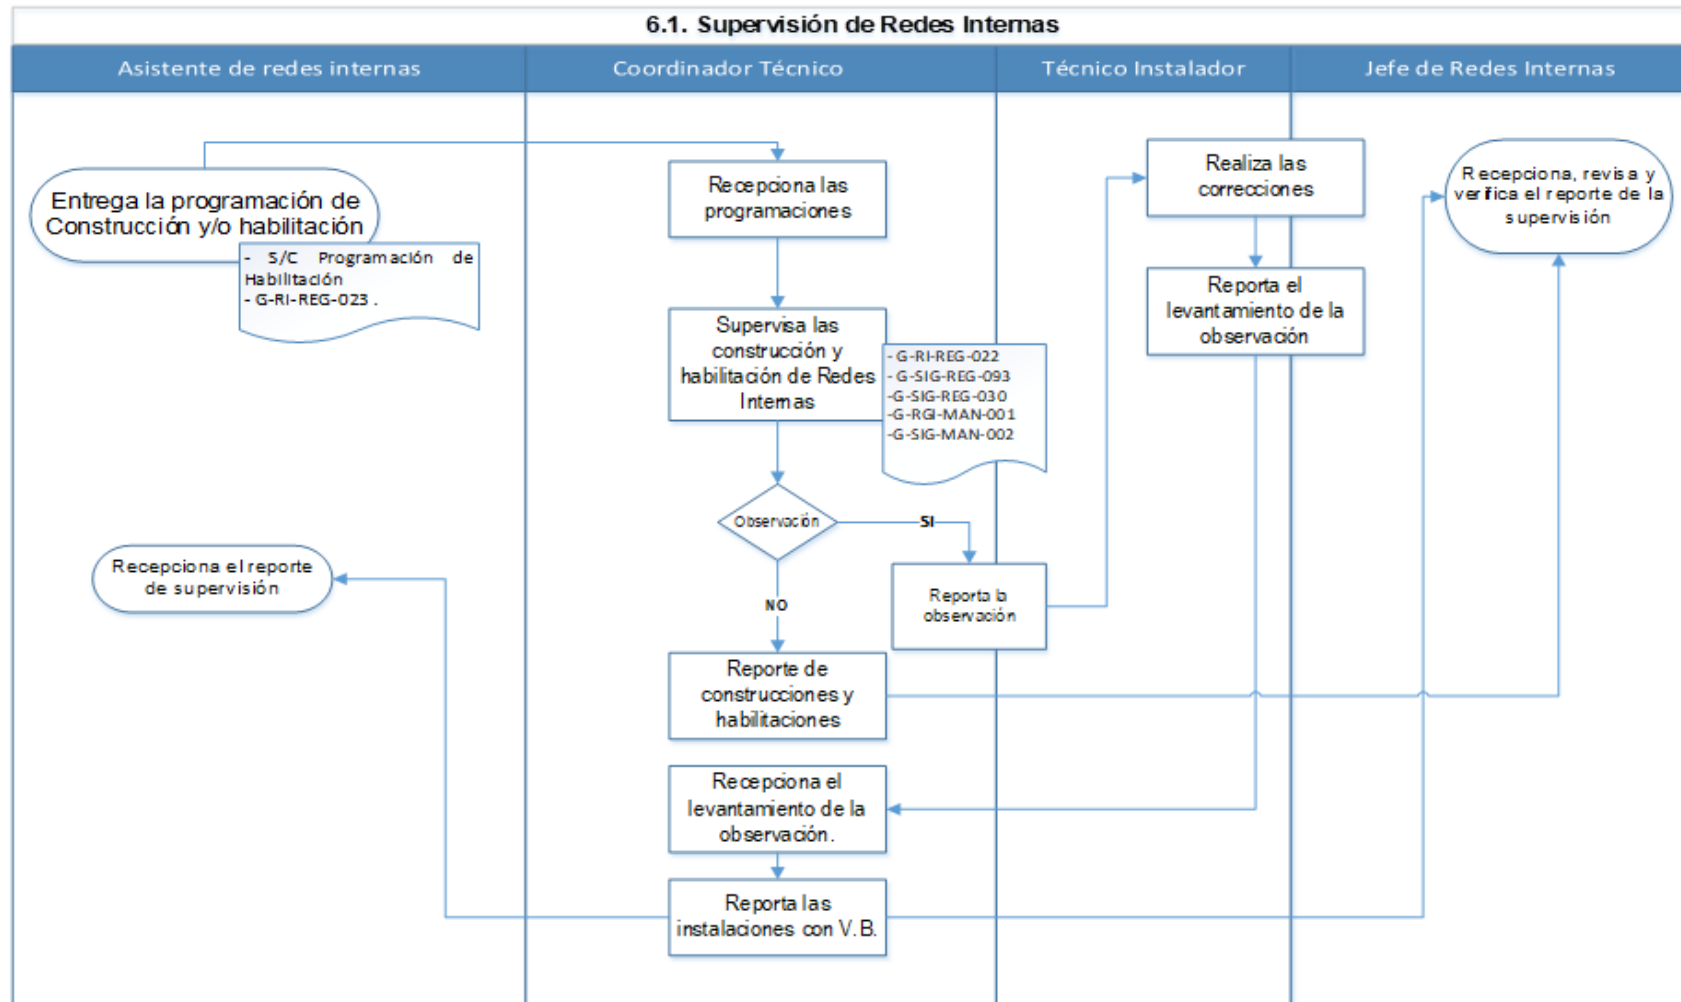 6.1. Supervisión de Redes Internas
Asistente de redes internas
Coordinador Técnico
Técnico Instalador
Jefe de Redes Internas
Entrega la programación de
Construcción y/o habilitación
- S/C Programación de
Habilitación
- G-RI-REG-023 .
Recepciona las
programaciones
Supervisa las
construcción y
habilitación de Redes
Internas
- G-RI-REG-022
- G-SIG-REG-093
-G-SIG-REG-030
-G-RGI-MAN-001
-G-SIG-MAN-002
Observación
SI
NO
Reporta la
observación
Realiza las
correcciones
Reporta el
levantamiento de la
observación
Recepciona, revisa y
verifica el reporte de la
supervisión
Recepciona el reporte
de supervisión
Reporte de
construcciones y
habilitaciones
Recepciona el
levantamiento de la
observación.
Reporta las
instalaciones con V.B.